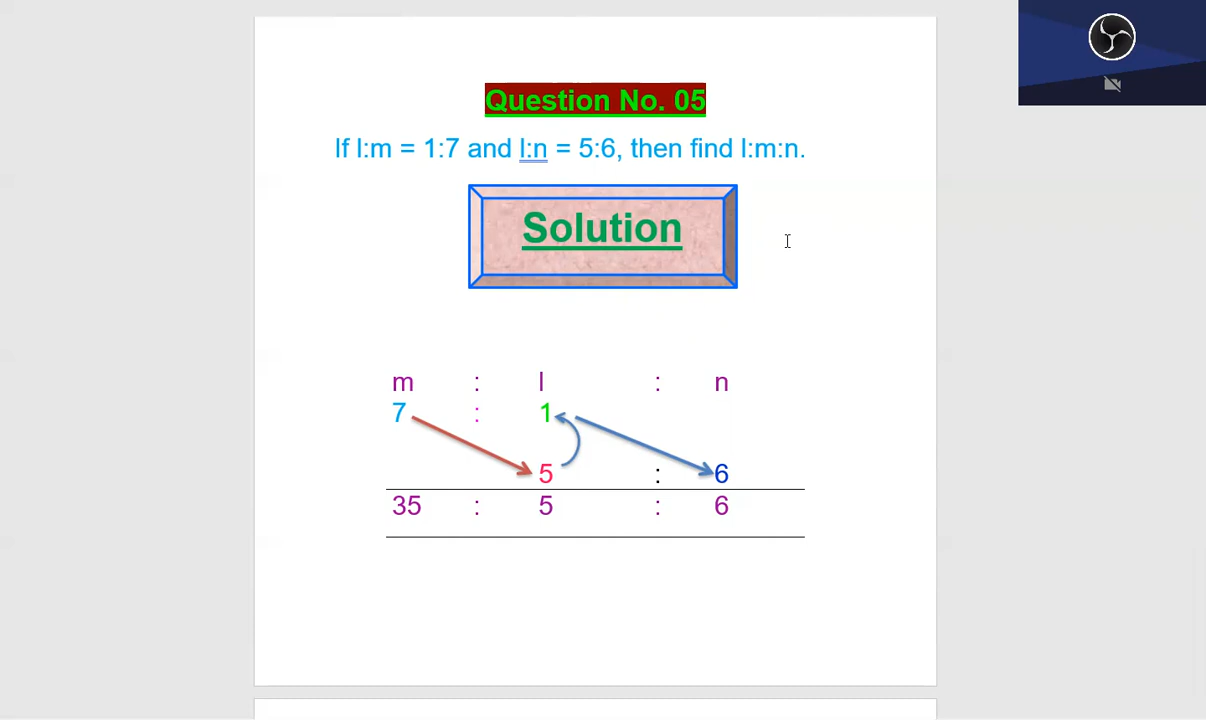 Question No. 05
If l:m = 1:7 and l:n = 5:6, then find l:m:n.
Solution
m : l : n
7 : 1
5 : 6
35 : 5 : 6